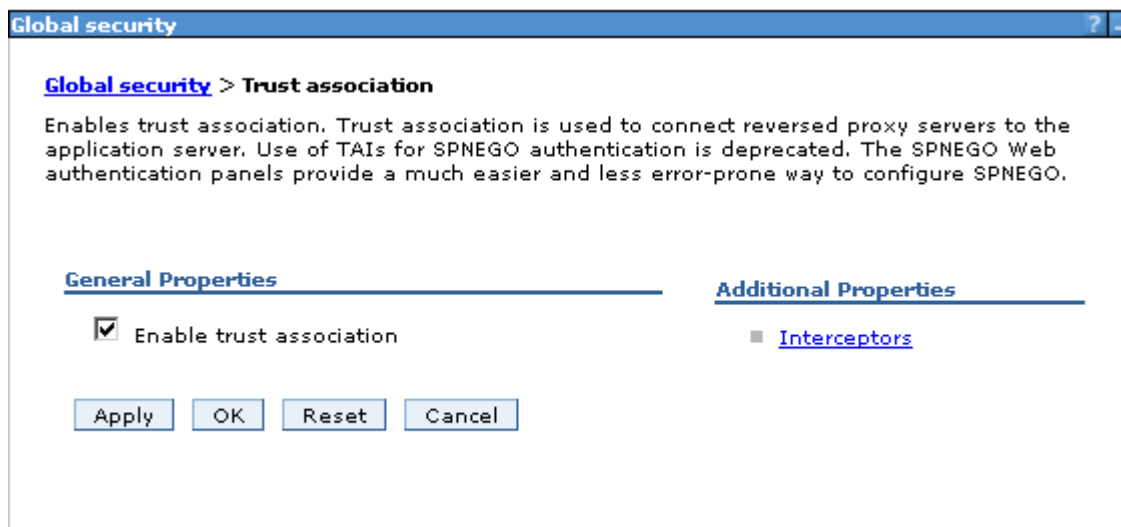 Global security
?
Global security > Trust association
Enables trust association. Trust association is used to connect reversed proxy servers to the
application server. Use of TAIs for SPNEGO authentication is deprecated. The SPNEGO Web
authentication panels provide a much easier and less error-prone way to configure SPNEGO.
General Properties
Additional Properties
Enable trust association
Interceptors
Apply OK Reset Cancel